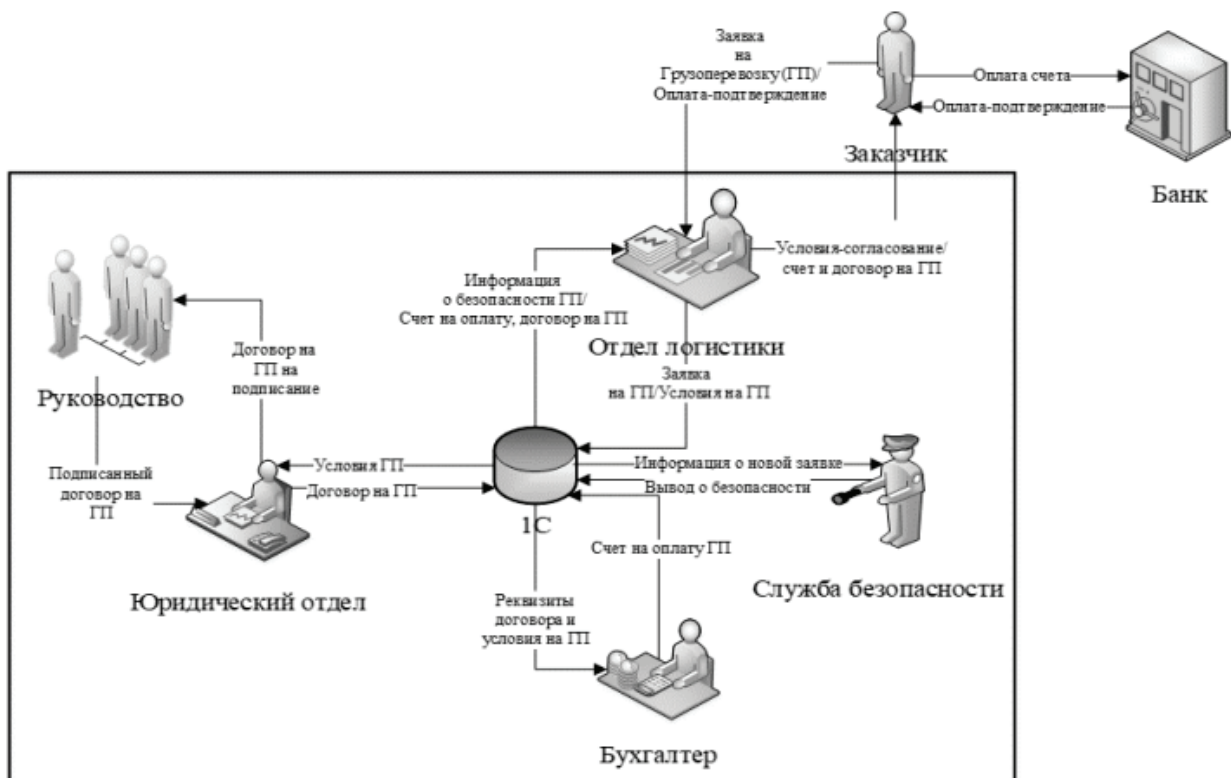 Заявка
на
Грузоперевозку(ГП)/
Оплата-подтверждение
Оплата счета
Оплата-подтверждение
Заказчик
Банк
Условия-согласование/
счет и договор на ГП
Информация
о безопасности ГП/
Счет на оплату, договор на ГП
Отдел логистики
Договор на
ГП на
подписание
Руководство
Заявка
на ГП/Условия на ГП
Подписанный
договор на
ГП
Условия ГП
Договор на ГП
Информация о новой заявке
Вывод о безопасности
1С
Счет на оплату ГП
Юридический отдел
Служба безопасности
Реквизиты
договора и
условия на ГП
Бухгалтер